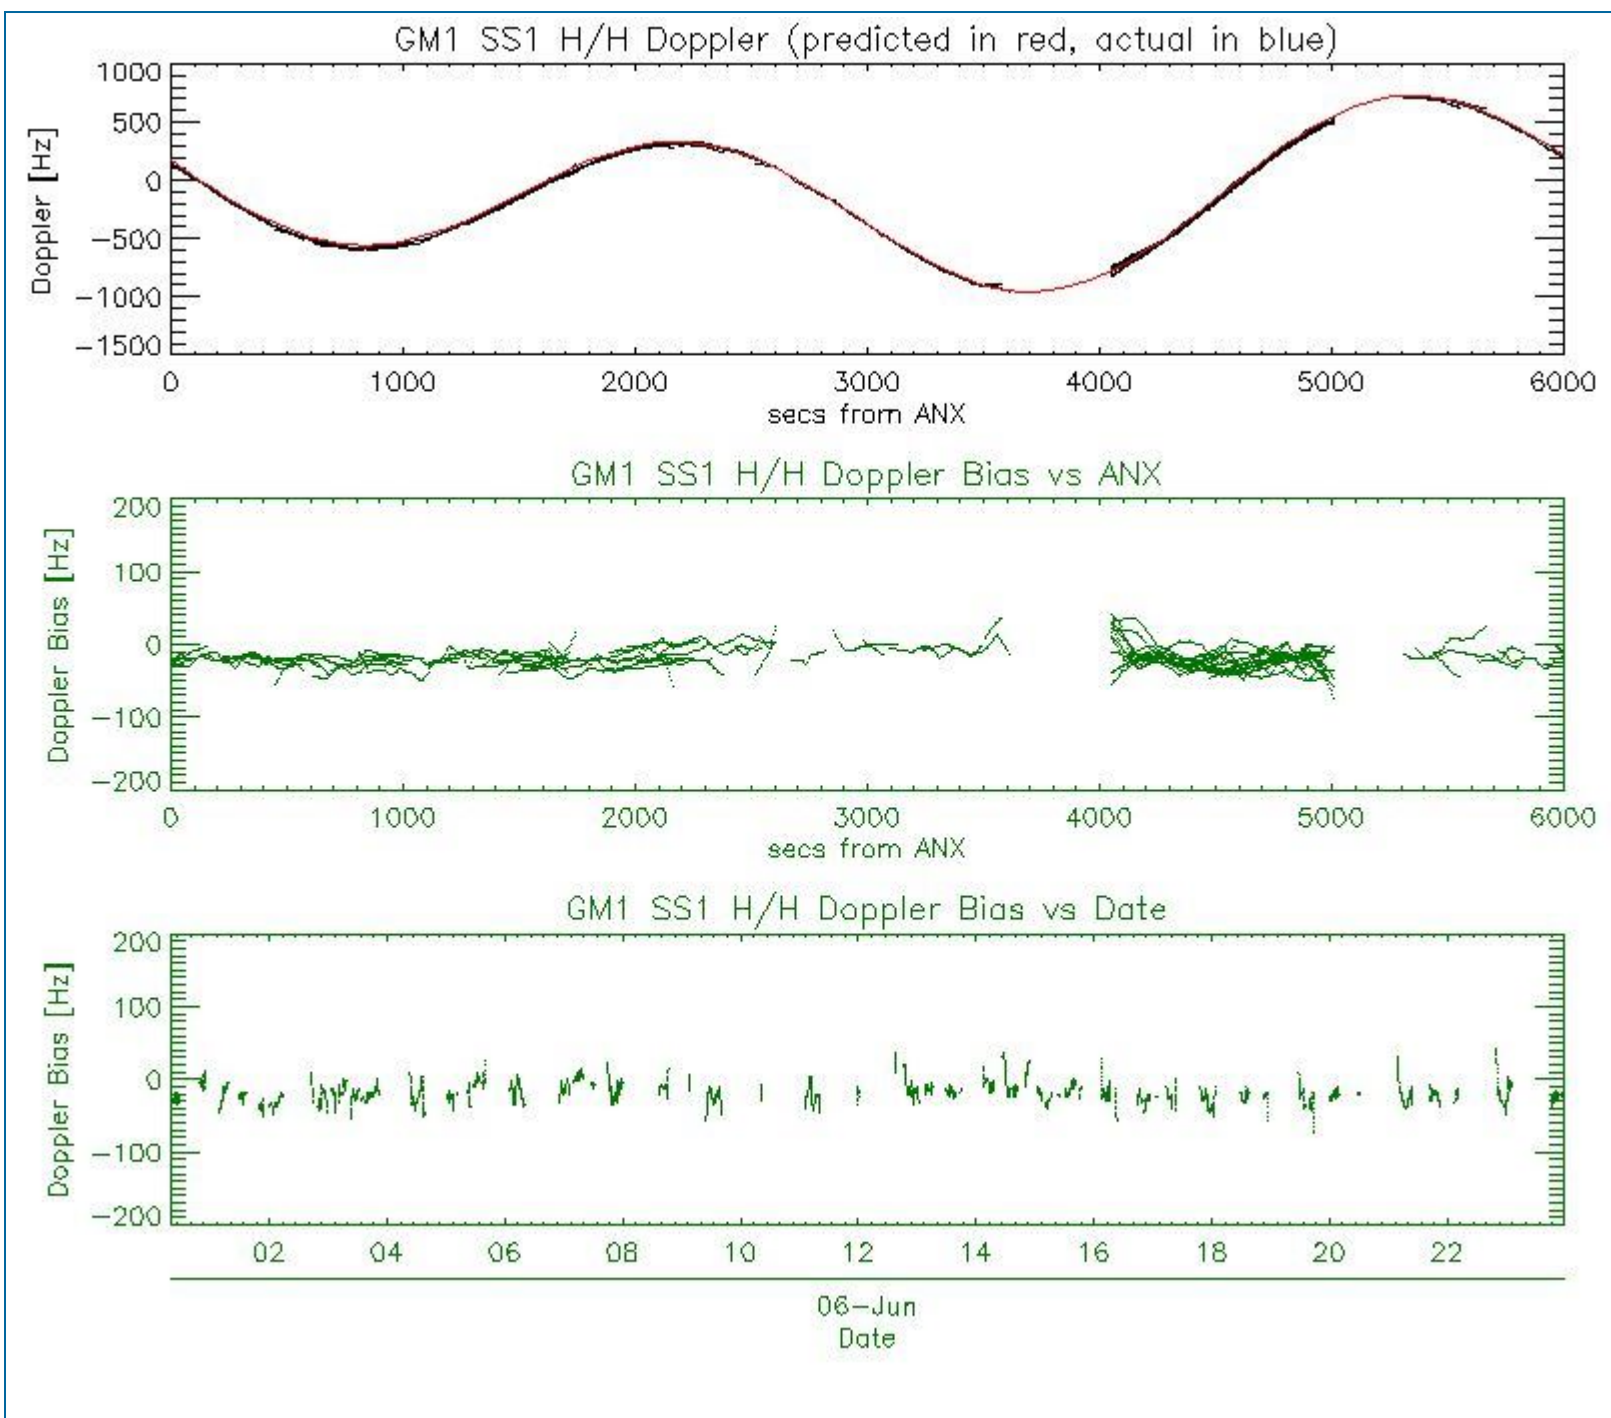 GM1 SS1 H/H Doppler (predicted in red, actual in blue)
Doppler [Hz]
1000
500
0
−500
−1000
−1500
0 1000 2000 3000 4000 5000 6000
secs from ANX
GM1 SS1 H/H Doppler Bias vs ANX
Doppler Bias [Hz]
200
100
0
−100
−200
0 1000 2000 3000 4000 5000 6000
secs from ANX
GM1 SS1 H/H Doppler Bias vs Date
Doppler Bias [Hz]
200
100
0
−100
−200
02 04 06 08 10 12 14 16 18 20 22
06−Jun
Date